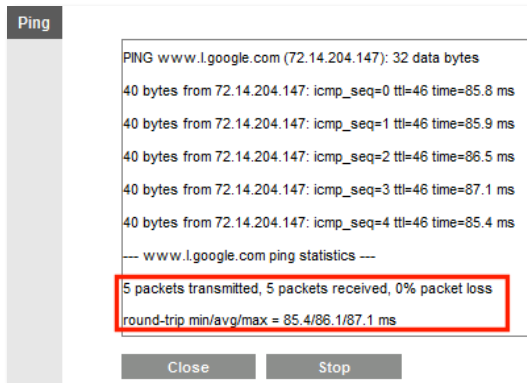 Ping
PING www.l.google.com (72.14.204.147): 32 data bytes
40 bytes from 72.14.204.147: icmp_seq=0 ttl=46 time=85.8 ms
40 bytes from 72.14.204.147: icmp_seq=1 ttl=46 time=85.9 ms
40 bytes from 72.14.204.147: icmp_seq=2 ttl=46 time=86.5 ms
40 bytes from 72.14.204.147: icmp_seq=3 ttl=46 time=87.1 ms
40 bytes from 72.14.204.147: icmp_seq=4 ttl=46 time=85.4 ms
--- www.l.google.com ping statistics ---
5 packets transmitted, 5 packets received, 0% packet loss
round-trip min/avg/max = 85.4/86.1/87.1 ms
Close Stop